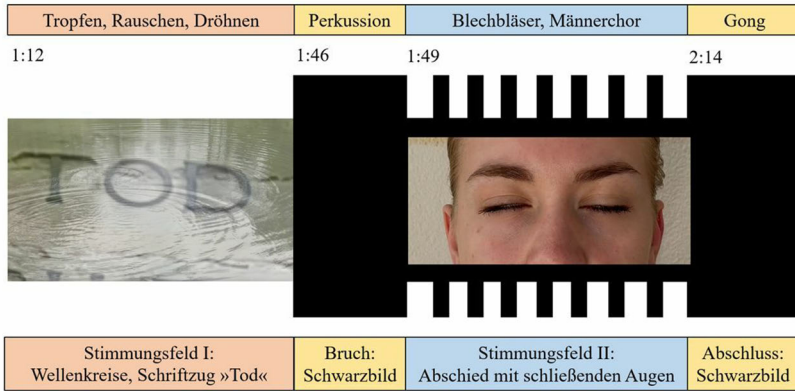 Tropfen, Rauschen, Dröhnen
Perkussion
Blechbläser, Männerchor
Gong
1:12
1:46
1:49
2:14
TOD
Stimmungsfeld I:
Wellenkreise, Schriftzug »Tod«
Bruch:
Schwarzbild
Stimmungsfeld II:
Abschied mit schließenden Augen
Abschluss:
Schwarzbild